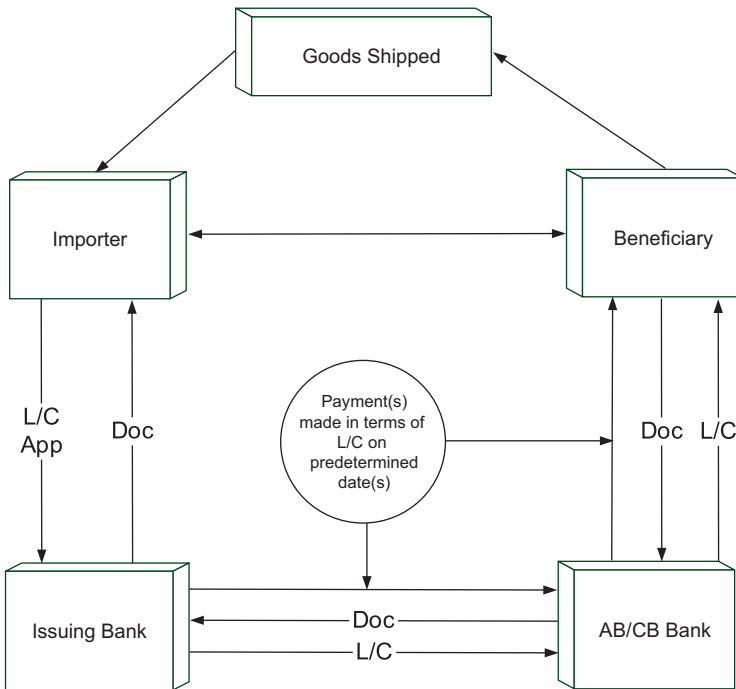 Goods Shipped
Importer
Beneficiary
L/C
App
Doc
Payment(s)
made in terms of
L/C on
predetermined
date(s)
Doc
L/C
Issuing Bank
Doc
L/C
AB/CB Bank